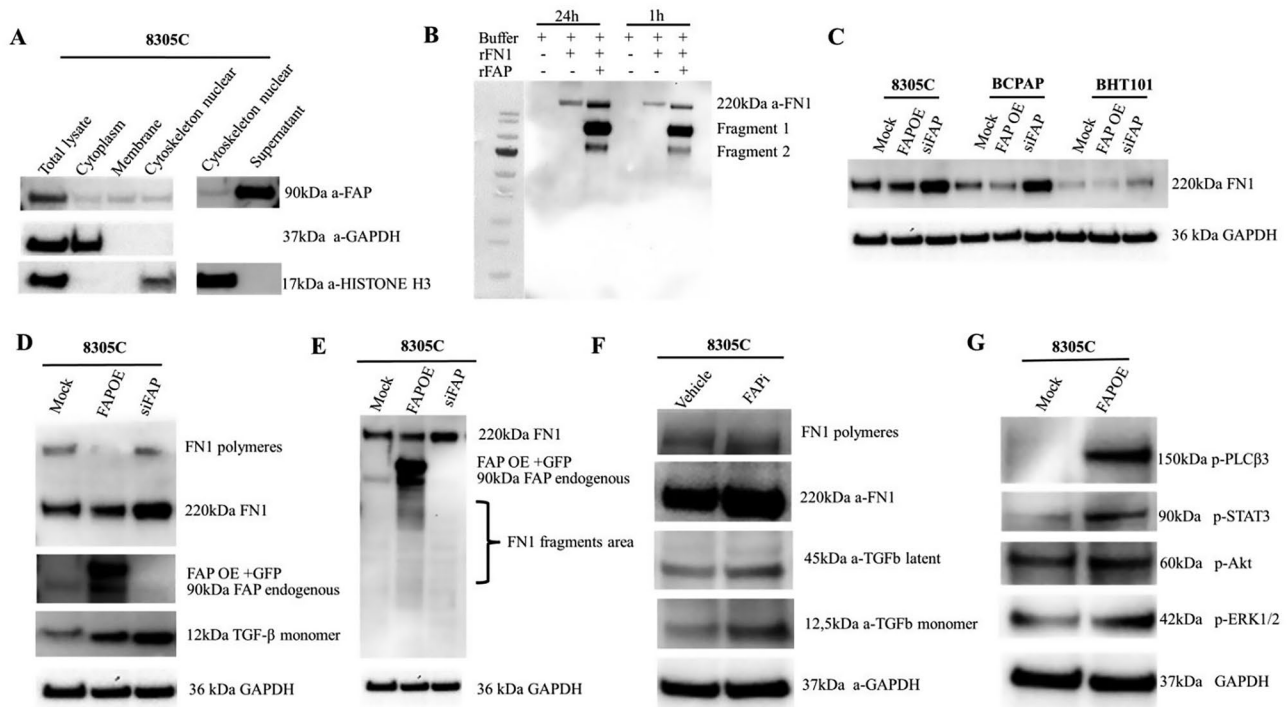 A
8305C
Total lysate
Cytoplasm
Membrane
Cytoskeleton nuclear
Cytoskeleton nuclear
Supernatant
90kDa a-FAP
37kDa a-GAPDH
17kDa a-HISTONE H3
B
24h 1h
Buffer + + + + + +
rFN1 - + + - + +
rFAP - - + - - +
220kDa a-FN1
Fragment 1
Fragment 2
C
8305C BCPAP BHT101
Mock FAPOE siFAP Mock FAP OE siFAP Mock FAP OE siFAP
220kDa FN1
36 kDa GAPDH
D
8305C
Mock FAPOE siFAP
FN1 polymeres
220kDa FN1
FAP OE +GFP
90kDa FAP endogenous
12kDa TGF-β monomer
36 kDa GAPDH
E
8305C
Mock FAPOE siFAP
220kDa FN1
FAP OE +GFP
90kDa FAP endogenous
FN1 fragments area
36 kDa GAPDH
F
8305C
Vehicle FAPi
FN1 polymeres
220kDa a-FN1
45kDa a-TGFb latent
12,5kDa a-TGFb monomer
37kDa a-GAPDH
G
8305C
Mock FAPOE
150kDa p-PLCβ3
90kDa p-STAT3
60kDa p-Akt
42kDa p-ERK1/2
37kDa GAPDH